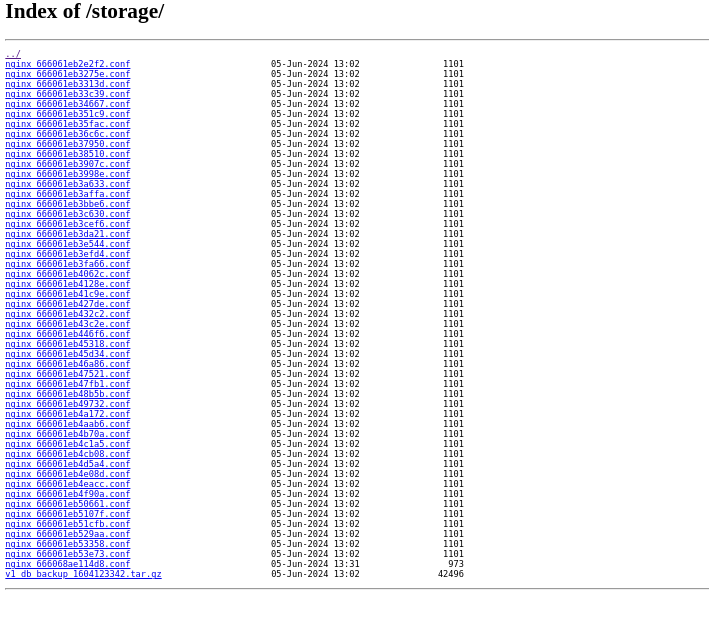 Index of /storage/
../
nginx_666061eb2e2f2.conf 05-Jun-2024 13:02 1101
nginx_666061eb3275e.conf 05-Jun-2024 13:02 1101
nginx_666061eb3313d.conf 05-Jun-2024 13:02 1101
nginx_666061eb33c39.conf 05-Jun-2024 13:02 1101
nginx_666061eb34667.conf 05-Jun-2024 13:02 1101
nginx_666061eb351c9.conf 05-Jun-2024 13:02 1101
nginx_666061eb35fac.conf 05-Jun-2024 13:02 1101
nginx_666061eb36c6c.conf 05-Jun-2024 13:02 1101
nginx_666061eb37950.conf 05-Jun-2024 13:02 1101
nginx_666061eb38510.conf 05-Jun-2024 13:02 1101
nginx_666061eb3907c.conf 05-Jun-2024 13:02 1101
nginx_666061eb3998e.conf 05-Jun-2024 13:02 1101
nginx_666061eb3a633.conf 05-Jun-2024 13:02 1101
nginx_666061eb3affa.conf 05-Jun-2024 13:02 1101
nginx_666061eb3bbe6.conf 05-Jun-2024 13:02 1101
nginx_666061eb3c630.conf 05-Jun-2024 13:02 1101
nginx_666061eb3cef6.conf 05-Jun-2024 13:02 1101
nginx_666061eb3da21.conf 05-Jun-2024 13:02 1101
nginx_666061eb3e544.conf 05-Jun-2024 13:02 1101
nginx_666061eb3efd4.conf 05-Jun-2024 13:02 1101
nginx_666061eb3fa66.conf 05-Jun-2024 13:02 1101
nginx_666061eb4062c.conf 05-Jun-2024 13:02 1101
nginx_666061eb4128e.conf 05-Jun-2024 13:02 1101
nginx_666061eb41c9e.conf 05-Jun-2024 13:02 1101
nginx_666061eb427de.conf 05-Jun-2024 13:02 1101
nginx_666061eb432c2.conf 05-Jun-2024 13:02 1101
nginx_666061eb43c2e.conf 05-Jun-2024 13:02 1101
nginx_666061eb446f6.conf 05-Jun-2024 13:02 1101
nginx_666061eb45318.conf 05-Jun-2024 13:02 1101
nginx_666061eb45d34.conf 05-Jun-2024 13:02 1101
nginx_666061eb46a86.conf 05-Jun-2024 13:02 1101
nginx_666061eb47521.conf 05-Jun-2024 13:02 1101
nginx_666061eb47fb1.conf 05-Jun-2024 13:02 1101
nginx_666061eb48b5b.conf 05-Jun-2024 13:02 1101
nginx_666061eb49732.conf 05-Jun-2024 13:02 1101
nginx_666061eb4a172.conf 05-Jun-2024 13:02 1101
nginx_666061eb4aab6.conf 05-Jun-2024 13:02 1101
nginx_666061eb4b70a.conf 05-Jun-2024 13:02 1101
nginx_666061eb4c1a5.conf 05-Jun-2024 13:02 1101
nginx_666061eb4cb08.conf 05-Jun-2024 13:02 1101
nginx_666061eb4d5a4.conf 05-Jun-2024 13:02 1101
nginx_666061eb4e08d.conf 05-Jun-2024 13:02 1101
nginx_666061eb4eacc.conf 05-Jun-2024 13:02 1101
nginx_666061eb4f90a.conf 05-Jun-2024 13:02 1101
nginx_666061eb50661.conf 05-Jun-2024 13:02 1101
nginx_666061eb5107f.conf 05-Jun-2024 13:02 1101
nginx_666061eb51cfb.conf 05-Jun-2024 13:02 1101
nginx_666061eb529aa.conf 05-Jun-2024 13:02 1101
nginx_666061eb53358.conf 05-Jun-2024 13:02 1101
nginx_666061eb53e73.conf 05-Jun-2024 13:02 1101
nginx_666068ae114d8.conf 05-Jun-2024 13:31 973
v1_db_backup_1604123342.tar.gz 05-Jun-2024 13:02 42496